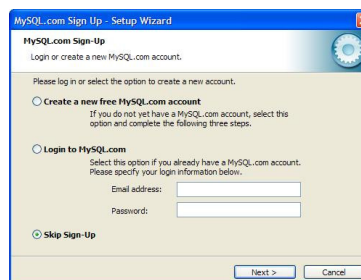 MySQL.com Sign Up - Setup Wizard
MySQL.com Sign-Up
Login or create a new MySQL.com account.
Please log in or select the option to create a new account.
Create a new free MySQL.com account
If you do not yet have a MySQL.com account, select this
option and complete the following three steps.
Login to MySQL.com
Select this option if you already have a MySQL.com account.
Please specify your login information below.
Email address:
Password:
Skip Sign-Up
Next > Cancel